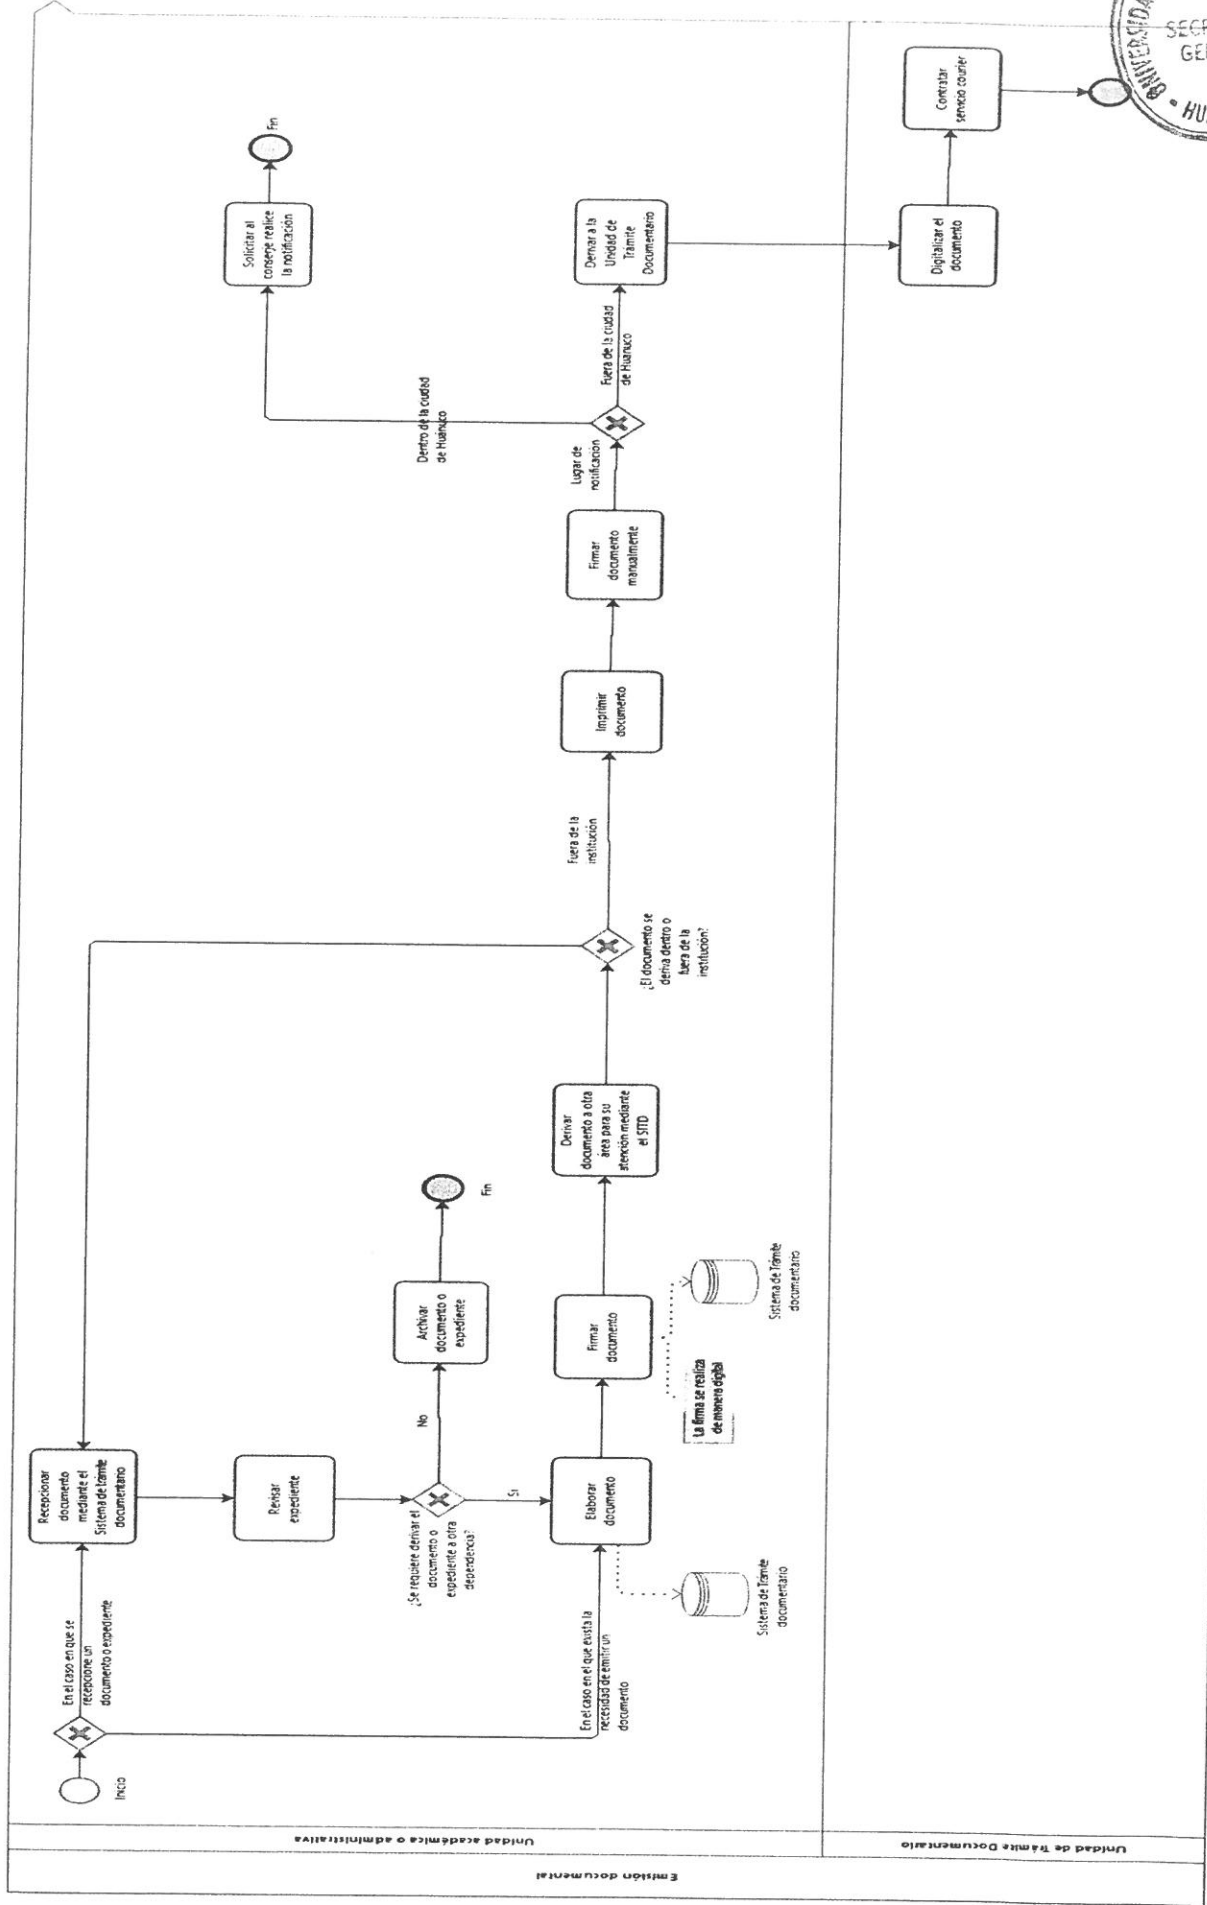 Emisión documental
Unidad académica o administrativa
Unidad de Trámite Documentario
Inicio
En el caso en que se
recepcione un
documento o expediente
Recepcionar
documento
mediante el
Sistema de trámite
documentario
Revisar
expediente
¿Se requiere derivar el
documento o
expediente a otra
dependencia?
No
Archivar
documento o
expediente
Fin
Si
En el caso en el que exista la
necesidad de emitir un
documento
Elaborar
documento
Sistema de Trámite
documentario
Firmar
documento
La firma se realiza
de manera digital
Sistema de Trámite
documentario
Derivar
documento a otra
área para su
atención mediante
el SITD
¿El documento se
deriva dentro o
fuera de la
institución?
Fuera de la
institución
Imprimir
documento
Firmar
documento
manualmente
Lugar de
notificación
Dentro de la ciudad
de Huánuco
Solicitar al
conserje realice
la notificación
Fin
Fuera de la ciudad
de Huánuco
Derivar a la
Unidad de
Trámite
Documentario
Digitalizar el
documento
Contratar
servicio courier